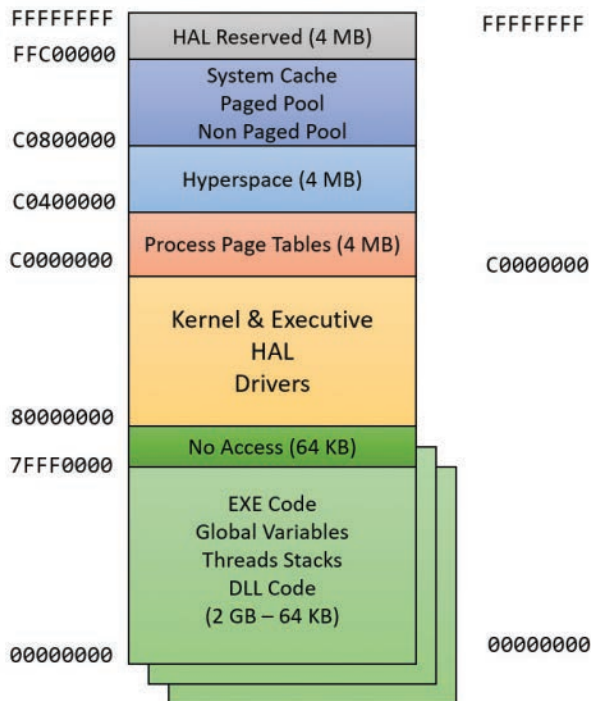 FFFFFFFF
HAL Reserved (4 MB)
FFFFFFFF
FFC00000
System Cache
Paged Pool
Non Paged Pool
C0800000
Hyperspace (4 MB)
C0400000
Process Page Tables (4 MB)
C0000000
C0000000
Kernel & Executive
HAL
Drivers
80000000
No Access (64 KB)
7FFF0000
EXE Code
Global Variables
Threads Stacks
DLL Code
(2 GB – 64 KB)
00000000
00000000